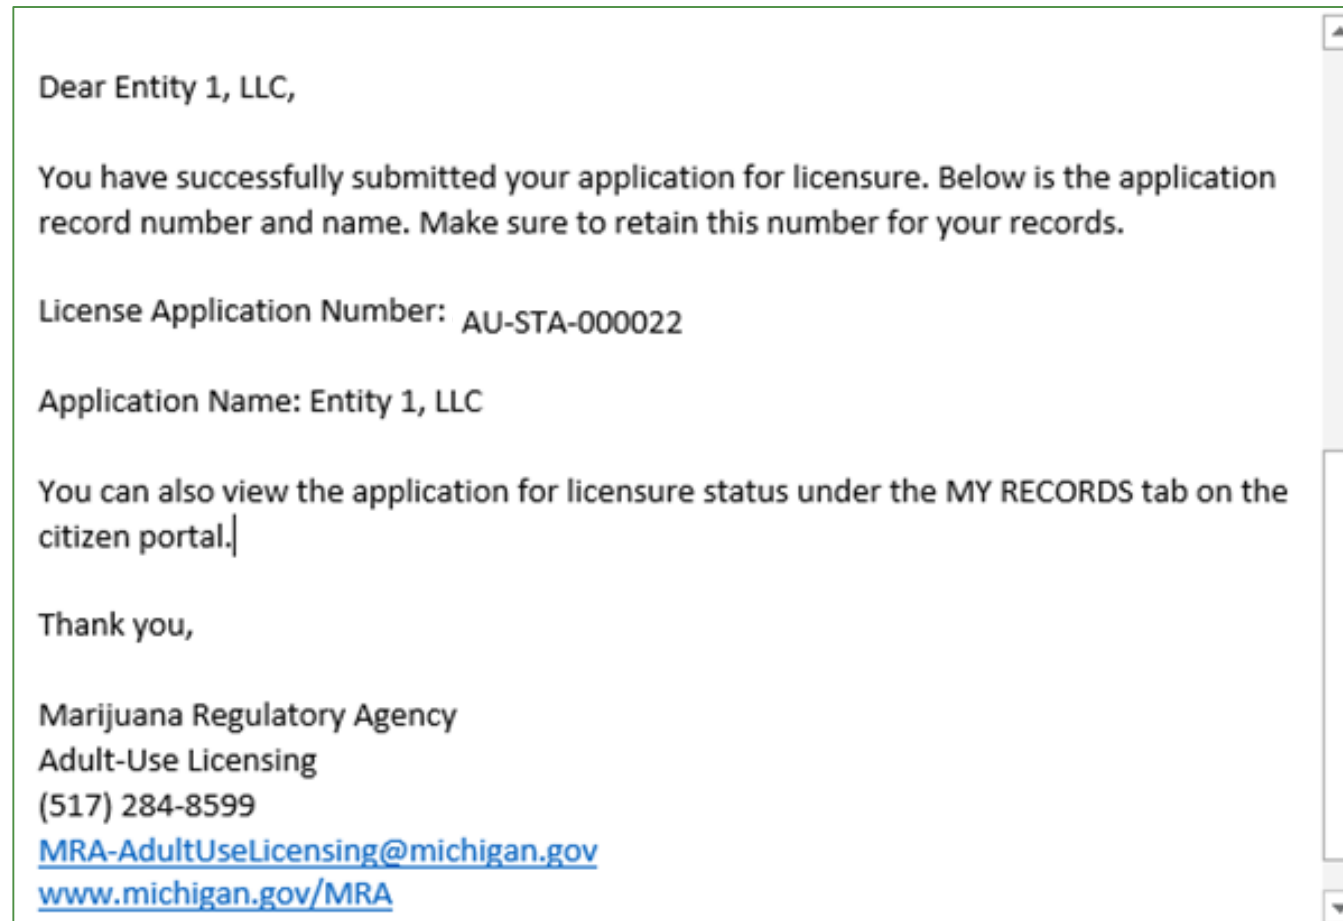 Dear Entity 1, LLC,
You have successfully submitted your application for licensure. Below is the application
record number and name. Make sure to retain this number for your records.
License Application Number: AU-STA-000022
Application Name: Entity 1, LLC
You can also view the application for licensure status under the MY RECORDS tab on the
citizen portal.
Thank you,
Marijuana Regulatory Agency
Adult-Use Licensing
(517) 284-8599
MRA-AdultUseLicensing@michigan.gov
www.michigan.gov/MRA